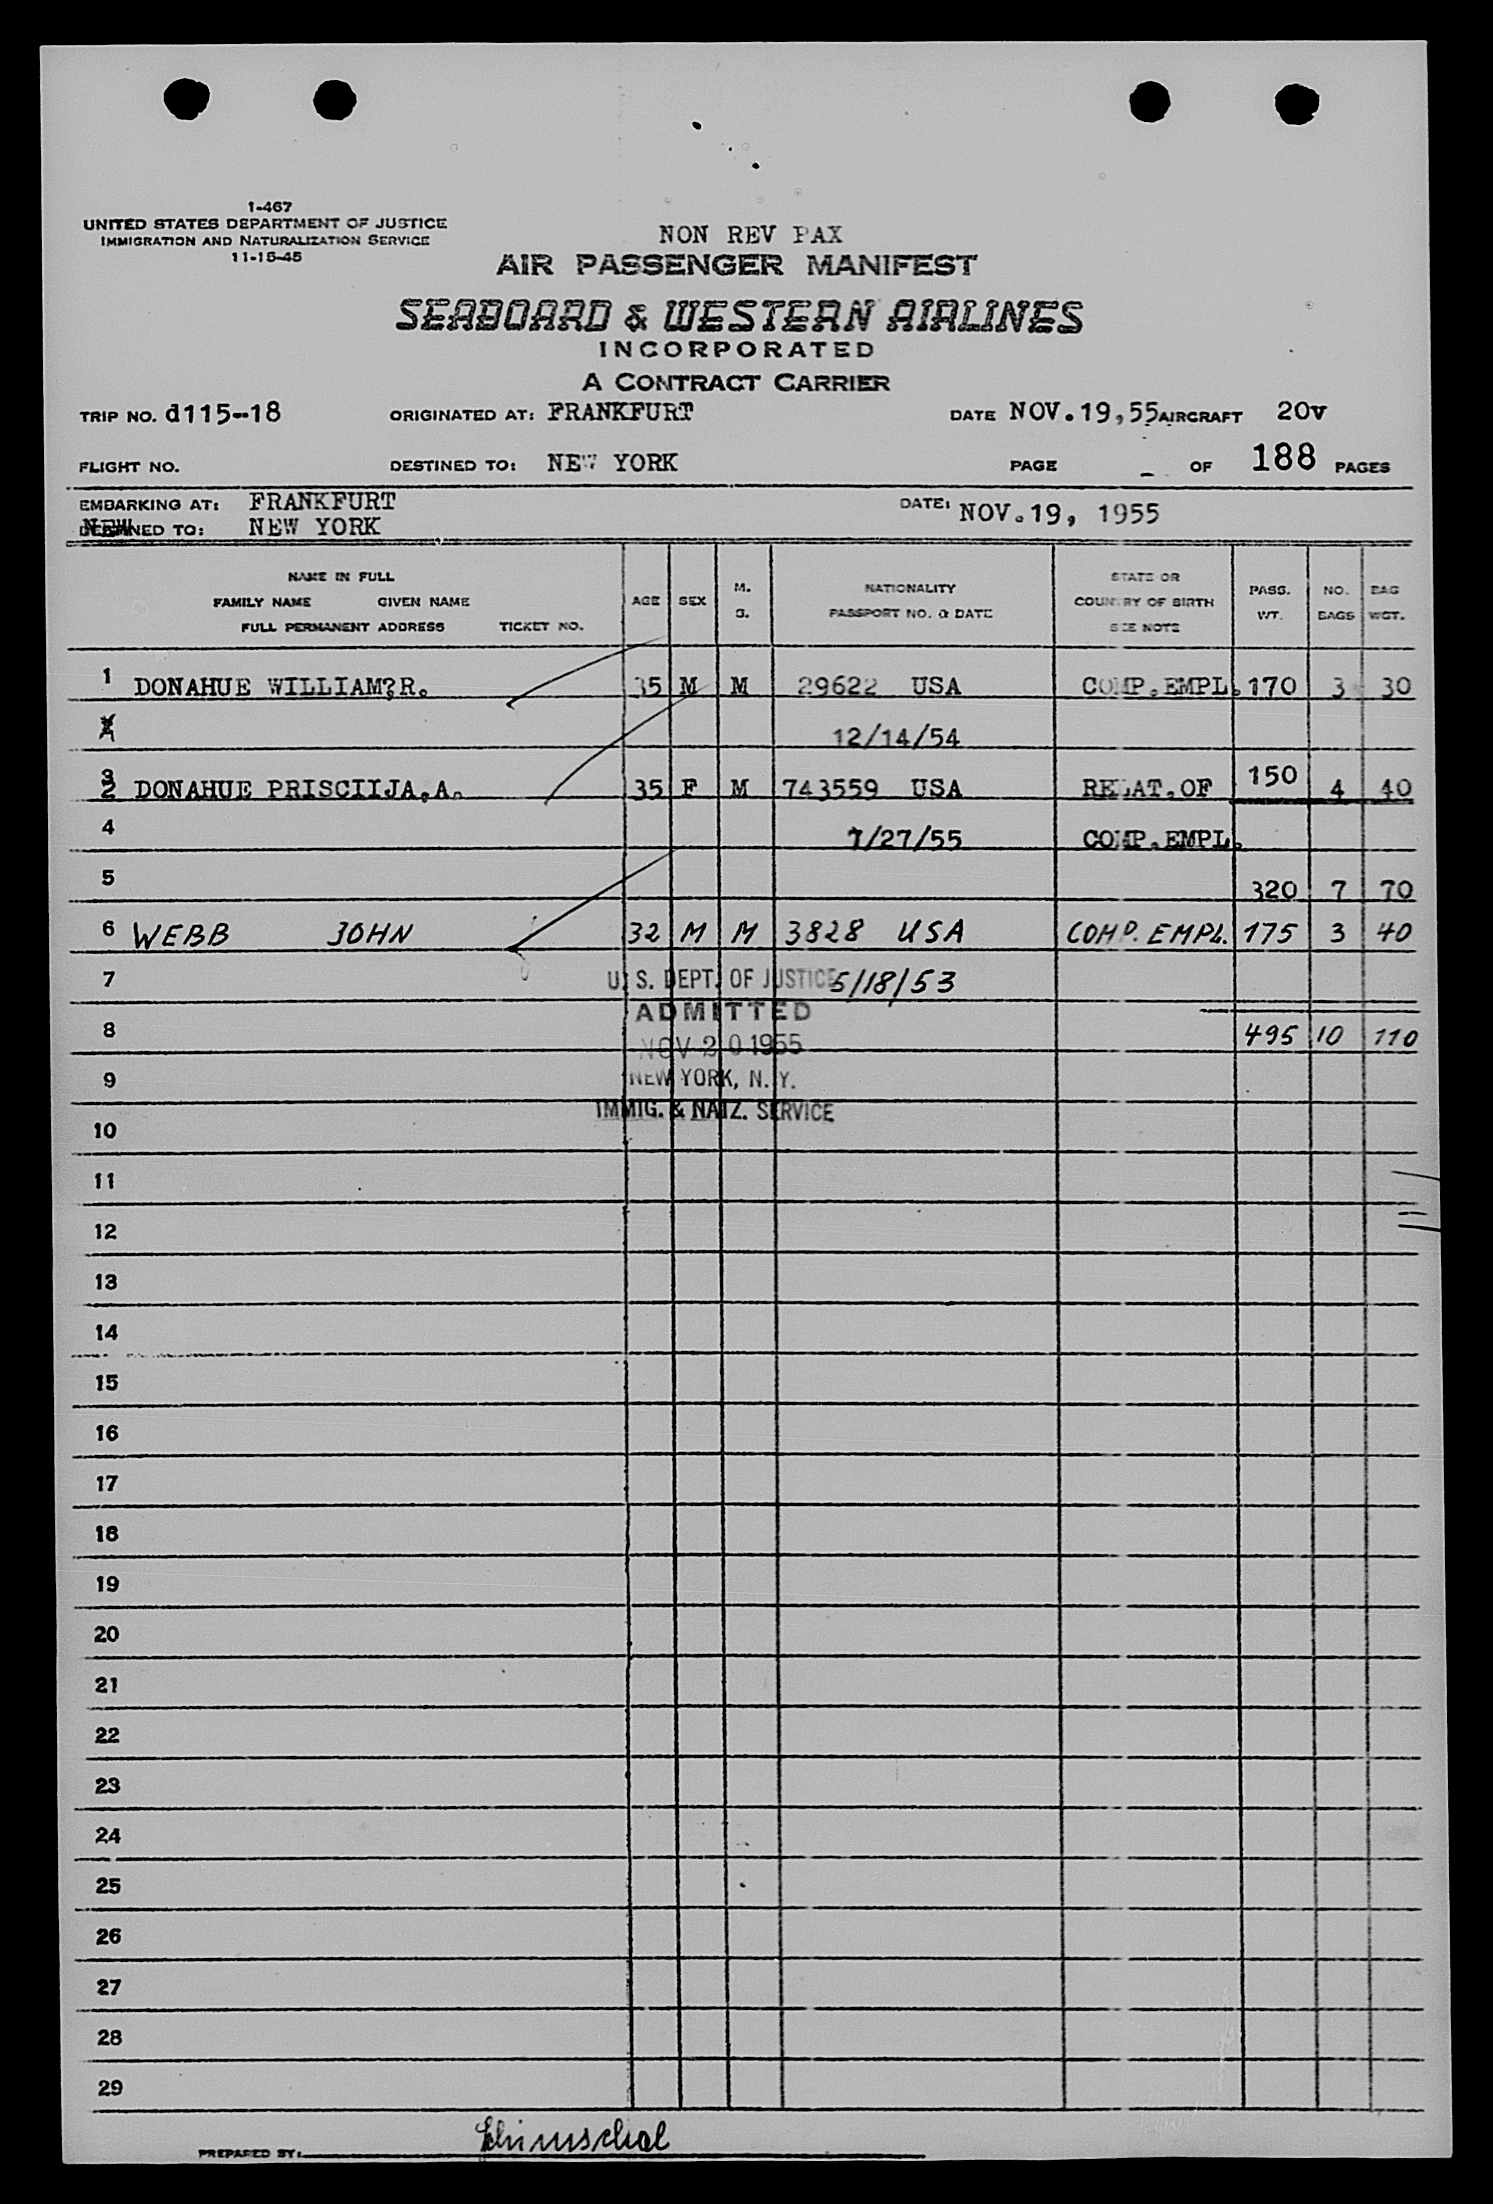 1-467
UNITED STATES DEPARTMENT OF JUSTICE
IMMIGRATION AND NATURALIZATION SERVICE
11-15-45
NON REV PAX
AIR PASSENGER MANIFEST
SEABOARD & WESTERN AIRLINES
INCORPORATED
A CONTRACT CARRIER
TRIP NO. d115--18 ORIGINATED AT: FRANKFURT DATE NOV.19,55 AIRCRAFT 20v
FLIGHT NO. DESTINED TO: NEW YORK PAGE - OF 188 PAGES
EMBARKING AT: FRANKFURT DATE: NOV.19, 1955
DESTINED TO: NEW YORK
NAME IN FULL
FAMILY NAME GIVEN NAME
FULL PERMANENT ADDRESS TICKET NO.
AGE SEX M. S.
NATIONALITY
PASSPORT NO. & DATE
STATE OR
COUNTRY OF BIRTH
SEE NOTE
PASS. WT. NO. BAGS BAG WGT.
1 DONAHUE WILLIAM?R. 35 M M 29622 USA COMP.EMPL. 170 3 30
12/14/54
2 DONAHUE PRISCIIJA.A. 35 F M 743559 USA RELAT.OF 150 4 40
4 7/27/55 COMP.EMPL.
5 320 7 70
6 WEBB JOHN 32 M M 3828 USA COMP. EMPL. 175 3 40
7 U.S. DEPT. OF JUSTICE 5/18/53
ADMITTED
8 495 10 110
NOV 20 1955
9 NEW YORK, N.Y.
IMMIG. & NATZ. SERVICE
10
11
12
13
14
15
16
17
18
19
20
21
22
23
24
25
26
27
28
29
PREPARED BY: